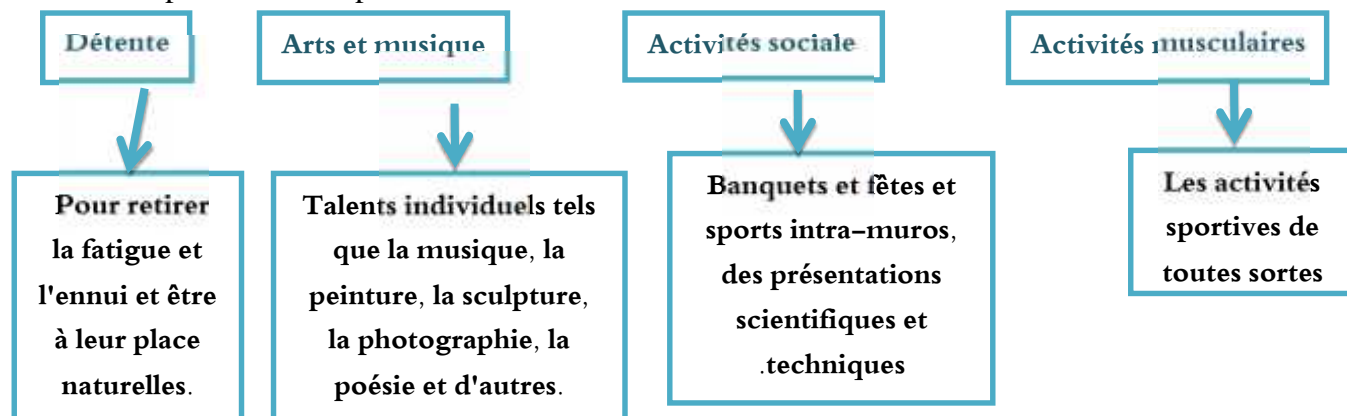 Détente
Arts et musique
Activités sociale
Activités musculaires
Pour retirer
la fatigue et
l'ennui et être
à leur place
naturelles.
Talents individuels tels
que la musique, la
peinture, la sculpture,
la photographie, la
poésie et d'autres.
Banquets et fêtes et
sports intra-muros,
des présentations
scientifiques et
.techniques
Les activités
sportives de
toutes sortes